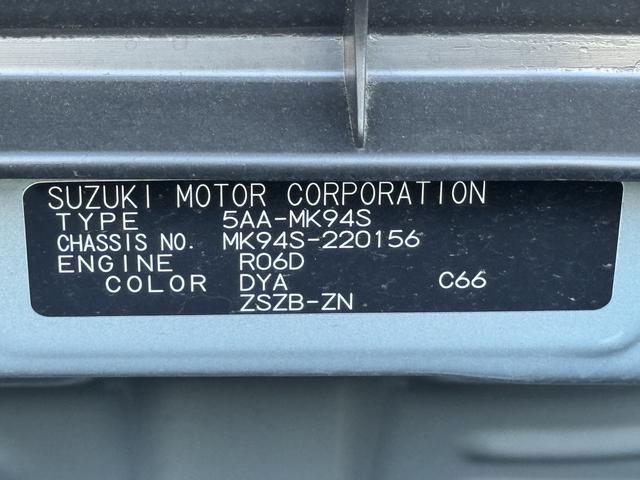 SUZUKI MOTOR CORPORATION
TYPE 5AA-MK94S
CHASSIS NO. MK94S-220156
ENGINE R06D
COLOR DYA C66
ZSZB-ZN